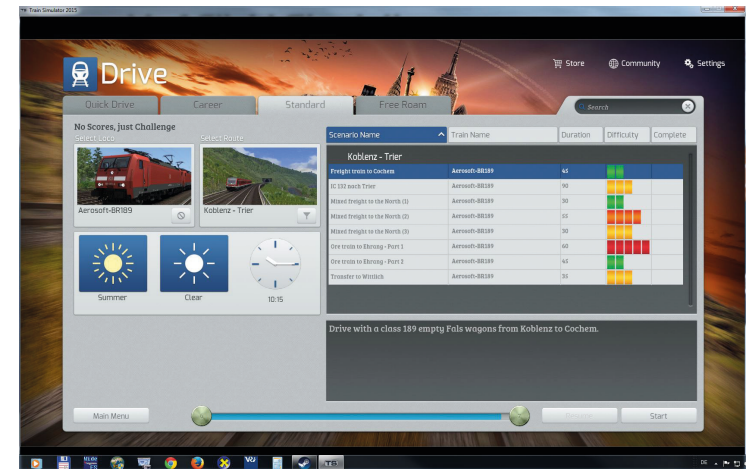 Train Simulator 2015
Drive
Store
Community
Settings
Quick Drive
Career
Standard
Free Roam
Search
No Scores, just Challenge
Select Loco
Select Route
Aerosoft-BR189
Koblenz - Trier
Summer
Clear
10:15
Scenario Name
Train Name
Duration
Difficulty
Complete
Koblenz - Trier
Freight train to Cochem Aerosoft-BR189 45
IC 132 nach Trier Aerosoft-BR189 90
Mixed freight to the North (1) Aerosoft-BR189 30
Mixed freight to the North (2) Aerosoft-BR189 55
Mixed freight to the North (3) Aerosoft-BR189 30
Ore train to Ehrang - Part 1 Aerosoft-BR189 60
Ore train to Ehrang - Part 2 Aerosoft-BR189 45
Transfer to Wittlich Aerosoft-BR189 35
Drive with a class 189 empty Fals wagons from Koblenz to Cochem.
Main Menu
Start
DE